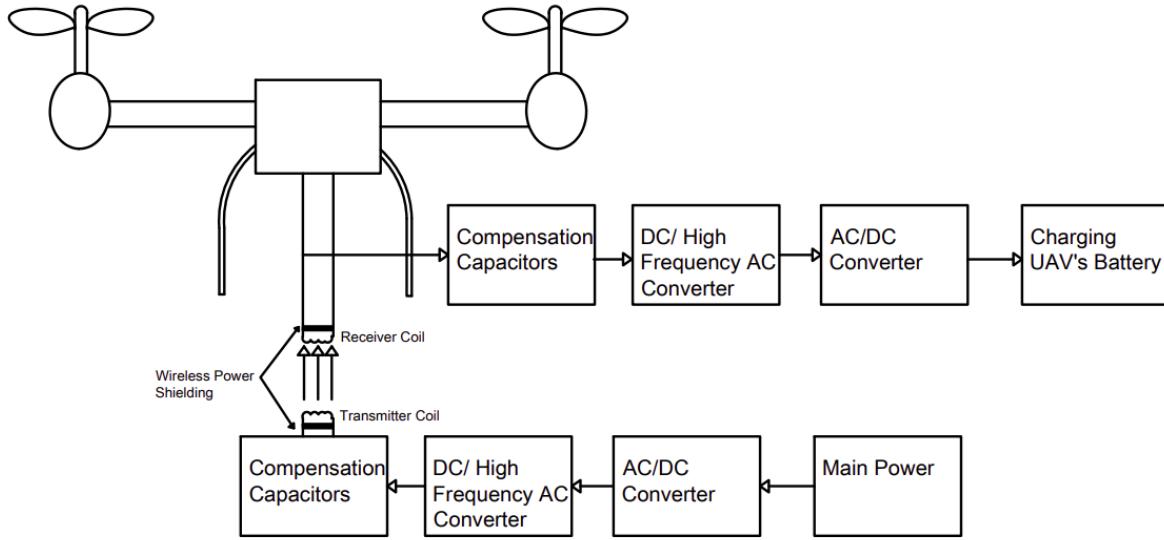 Compensation
Capacitors
DC/ High
Frequency AC
Converter
AC/DC
Converter
Charging
UAV's Battery
Receiver Coil
Wireless Power
Shielding
Transmitter Coil
Compensation
Capacitors
DC/ High
Frequency AC
Converter
AC/DC
Converter
Main Power